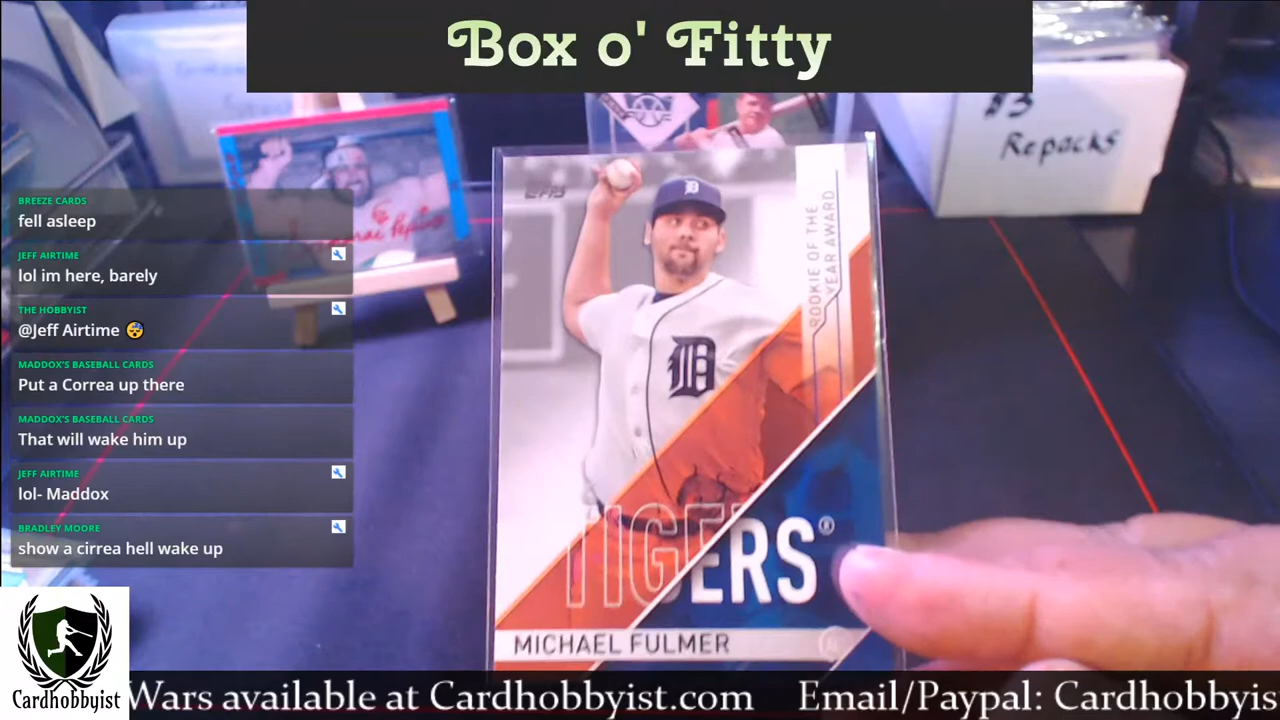 Box o' Fitty
$3
Repacks
BREEZE CARDS
fell asleep
JEFF AIRTIME
lol im here, barely
THE HOBBYIST
@Jeff Airtime 😴
MADDOX'S BASEBALL CARDS
Put a Correa up there
MADDOX'S BASEBALL CARDS
That will wake him up
JEFF AIRTIME
lol- Maddox
BRADLEY MOORE
show a cirrea hell wake up
TOPPS
ROOKIE OF THE
YEAR AWARD
D
D
TIGERS®
MICHAEL FULMER
Cardhobbyist
Wars available at Cardhobbyist.com Email/Paypal: Cardhobbyis